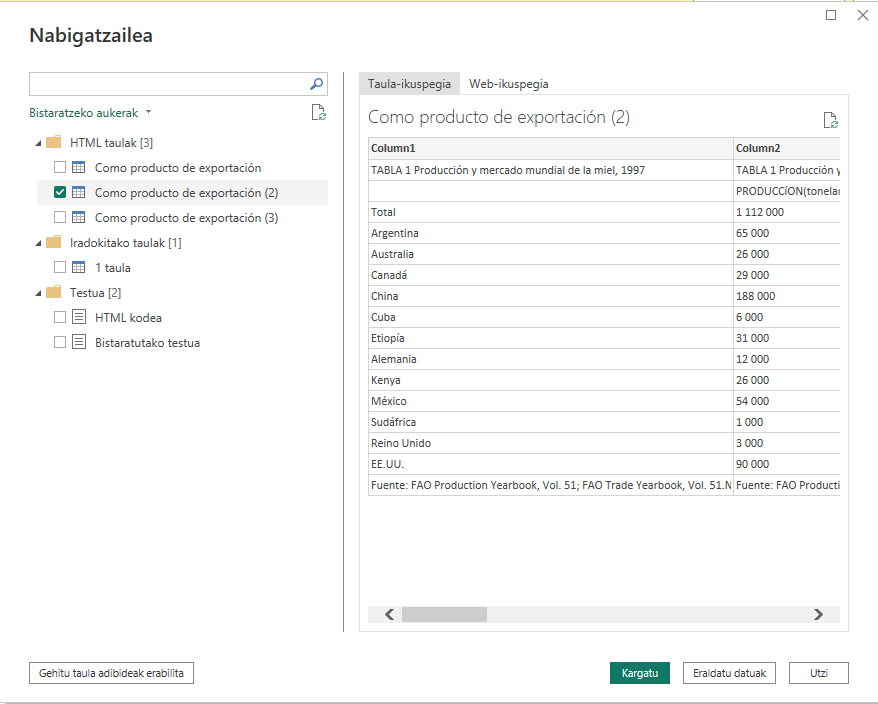 Nabigatzailea
Bistaratzeko aukerak
HTML taulak [3]
Como producto de exportación
Como producto de exportación (2)
Como producto de exportación (3)
Iradokitako taulak [1]
1 taula
Testua [2]
HTML kodea
Bistaratutako testua
Taula-ikuspegia Web-ikuspegia
Como producto de exportación (2)
Column1 Column2
TABLA 1 Producción y mercado mundial de la miel, 1997 TABLA 1 Producción y
PRODUCCíON(tonelac
Total 1 112 000
Argentina 65 000
Australia 26 000
Canadá 29 000
China 188 000
Cuba 6 000
Etiopía 31 000
Alemania 12 000
Kenya 26 000
México 54 000
Sudáfrica 1 000
Reino Unido 3 000
EE.UU. 90 000
Fuente: FAO Production Yearbook, Vol. 51; FAO Trade Yearbook, Vol. 51.N Fuente: FAO Producti
Gehitu taula adibideak erabilita Kargatu Eraldatu datuak Utzi